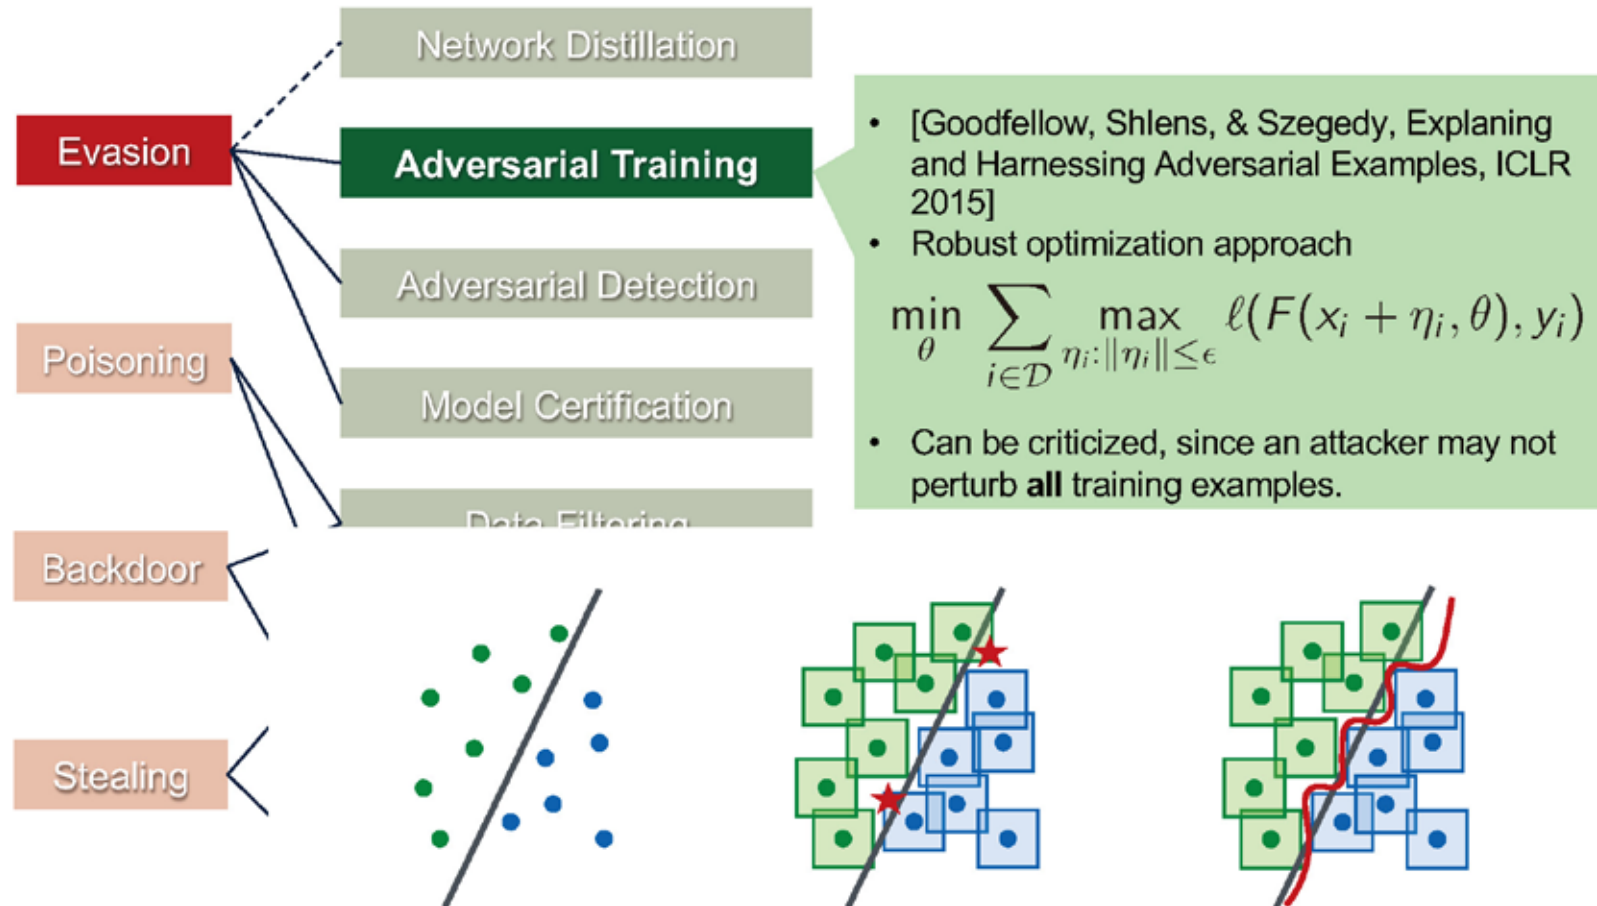 Network Distillation
Evasion
Adversarial Training
Adversarial Detection
Poisoning
Model Certification
Data Filtering
Backdoor
Stealing
• [Goodfellow, Shlens, & Szegedy, Explaning
and Harnessing Adversarial Examples, ICLR
2015]
• Robust optimization approach
min_θ ∑_{i∈𝒟} max_{η_i:‖η_i‖≤ϵ} ℓ(F(x_i + η_i, θ), y_i)
• Can be criticized, since an attacker may not
perturb all training examples.